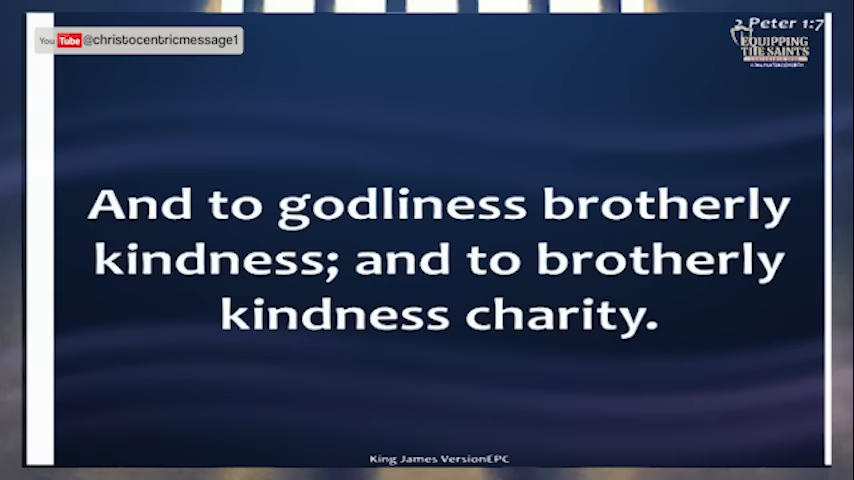 2 Peter 1:7
You Tube @christocentricmessage1
EQUIPPING
THE SAINTS
And to godliness brotherly
kindness; and to brotherly
kindness charity.
King James VersionEPC